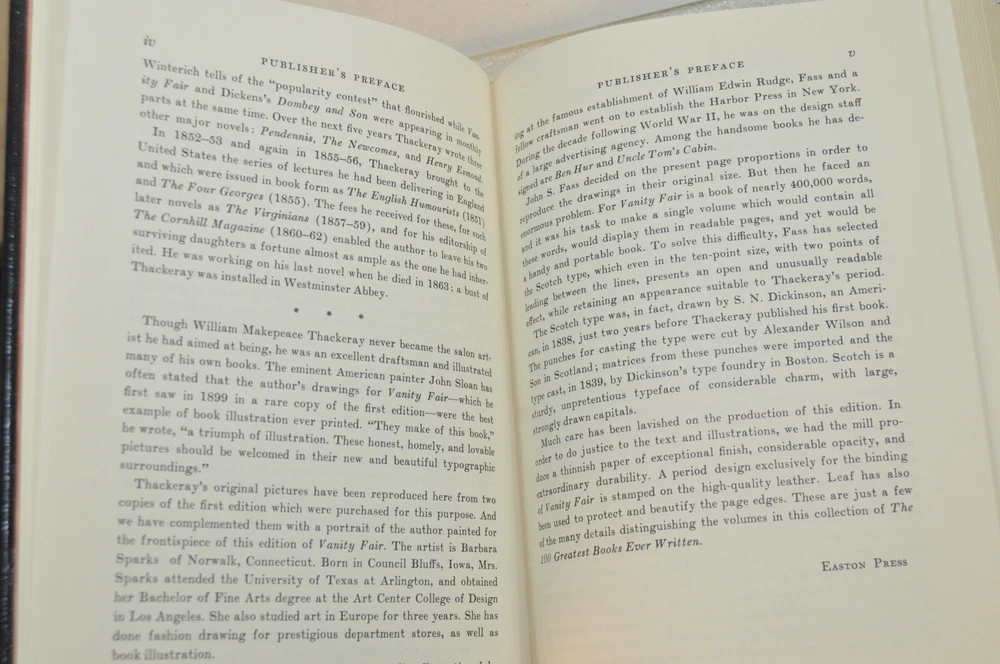 iv
PUBLISHER'S PREFACE
Winterich tells of the "popularity contest" that flourished while Van-
ity Fair and Dickens's Dombey and Son were appearing in monthly
parts at the same time. Over the next five years Thackeray wrote three
other major novels: Pendennis, The Newcomes, and Henry Esmond.
In 1852–53 and again in 1855–56, Thackeray brought to the
United States the series of lectures he had been delivering in England
and which were issued in book form as The English Humourists (1851)
and The Four Georges (1855). The fees he received for these, for such
later novels as The Virginians (1857–59), and for his editorship of
The Cornhill Magazine (1860–62) enabled the author to leave his two
surviving daughters a fortune almost as ample as the one he had inher-
ited. He was working on his last novel when he died in 1863; a bust of
Thackeray was installed in Westminster Abbey.
* * *
Though William Makepeace Thackeray never became the salon art-
ist he had aimed at being, he was an excellent draftsman and illustrated
many of his own books. The eminent American painter John Sloan has
often stated that the author's drawings for Vanity Fair—which he
first saw in 1899 in a rare copy of the first edition—were the best
example of book illustration ever printed. "They make of this book,"
he wrote, "a triumph of illustration. These honest, homely, and lovable
pictures should be welcomed in their new and beautiful typographic
surroundings."
Thackeray's original pictures have been reproduced here from two
copies of the first edition which were purchased for this purpose. And
we have complemented them with a portrait of the author painted for
the frontispiece of this edition of Vanity Fair. The artist is Barbara
Sparks of Norwalk, Connecticut. Born in Council Bluffs, Iowa, Mrs.
Sparks attended the University of Texas at Arlington, and obtained
her Bachelor of Fine Arts degree at the Art Center College of Design
in Los Angeles. She also studied art in Europe for three years. She has
done fashion drawing for prestigious department stores, as well as
book illustration.
PUBLISHER'S PREFACE
v
ing at the famous establishment of William Edwin Rudge, Fass and a
fellow craftsman went on to establish the Harbor Press in New York.
During the decade following World War II, he was on the design staff
of a large advertising agency. Among the handsome books he has de-
signed are Ben Hur and Uncle Tom's Cabin.
John S. Fass decided on the present page proportions in order to
reproduce the drawings in their original size. But then he faced an
enormous problem. For Vanity Fair is a book of nearly 400,000 words,
and it was his task to make a single volume which would contain all
these words, would display them in readable pages, and yet would be
a handy and portable book. To solve this difficulty, Fass has selected
the Scotch type, which even in the ten-point size, with two points of
leading between the lines, presents an open and unusually readable
effect, while retaining an appearance suitable to Thackeray's period.
The Scotch type was, in fact, drawn by S. N. Dickinson, an Ameri-
can, in 1838, just two years before Thackeray published his first book.
The punches for casting the type were cut by Alexander Wilson and
Son in Scotland; matrices from these punches were imported and the
type cast, in 1839, by Dickinson's type foundry in Boston. Scotch is a
sturdy, unpretentious typeface of considerable charm, with large,
strongly drawn capitals.
Much care has been lavished on the production of this edition. In
order to do justice to the text and illustrations, we had the mill pro-
duce a thinnish paper of exceptional finish, considerable opacity, and
extraordinary durability. A period design exclusively for the binding
of Vanity Fair is stamped on the high-quality leather. Leaf has also
been used to protect and beautify the page edges. These are just a few
of the many details distinguishing the volumes in this collection of The
100 Greatest Books Ever Written.
EASTON PRESS